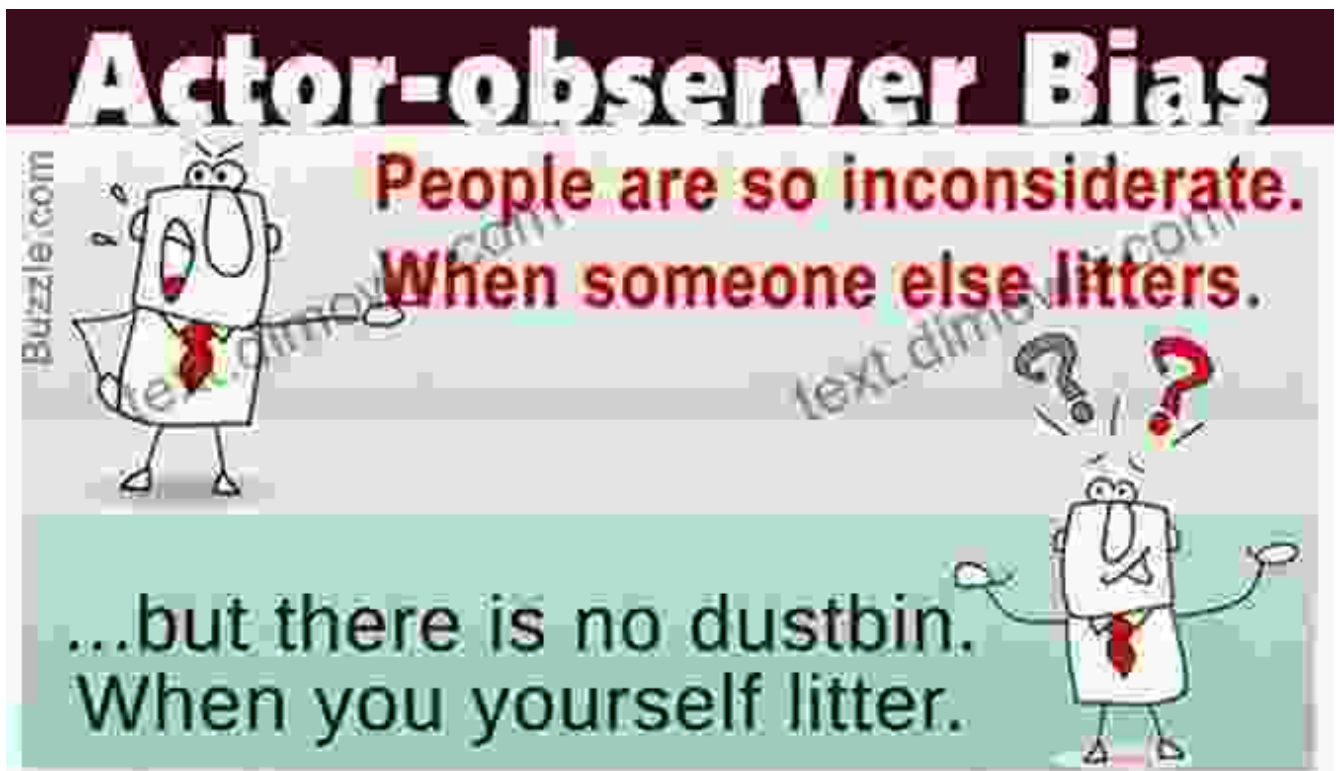 Actor-observer Bias
Buzzle.com
People are so inconsiderate.
When someone else litters.
? ?
...but there is no dustbin.
When you yourself litter.